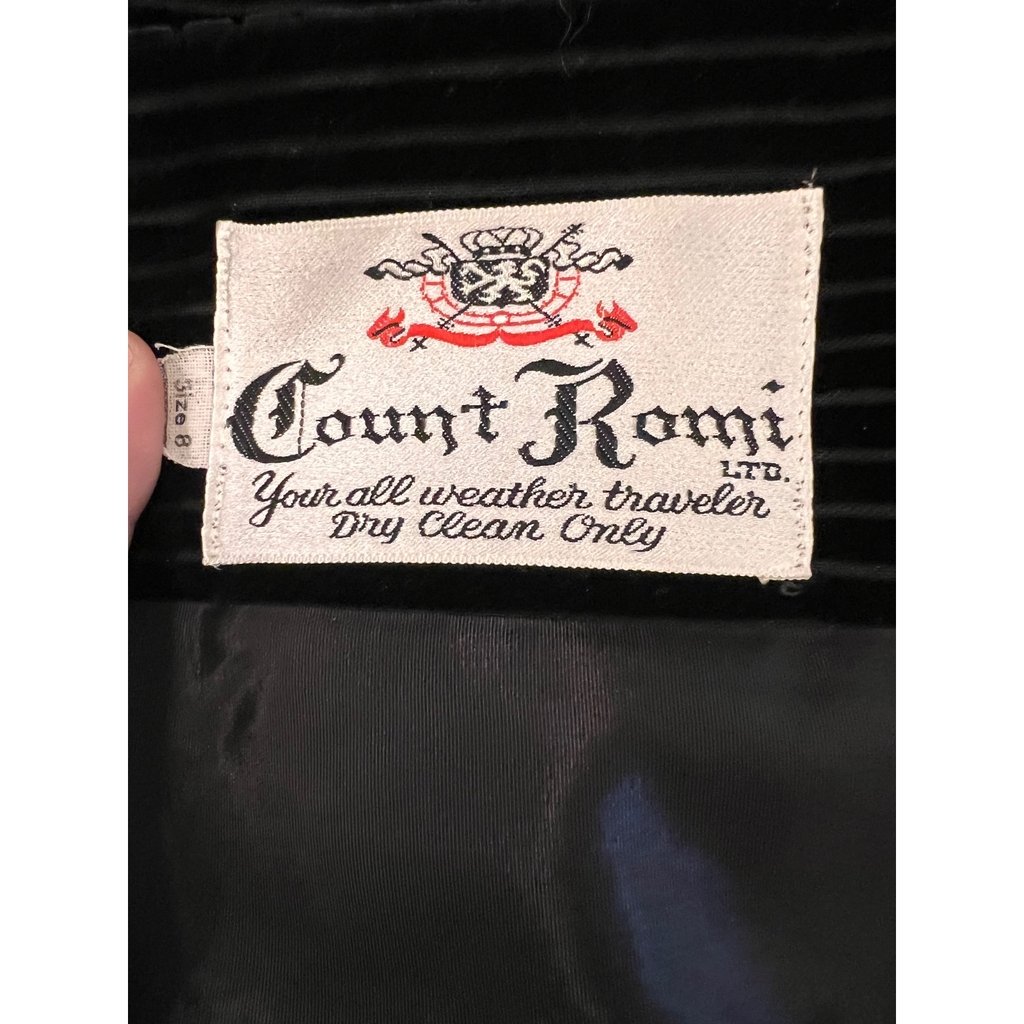 Count Romi
LTD.
Your all weather traveler
Dry Clean Only
Size 8